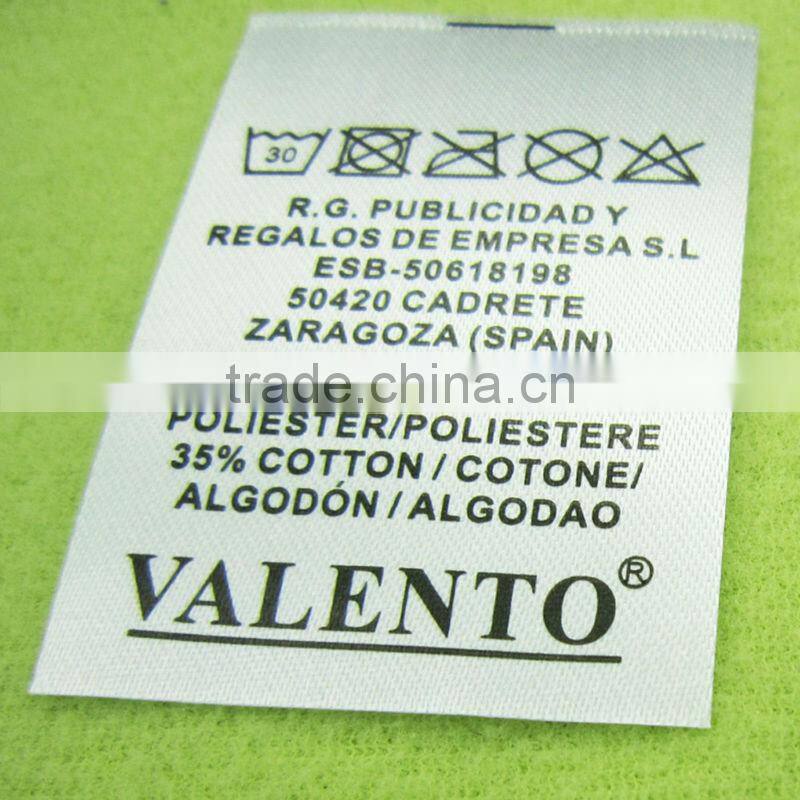 30
R.G. PUBLICIDAD Y
REGALOS DE EMPRESA S.L
ESB-50618198
50420 CADRETE
ZARAGOZA (SPAIN)
trade.china.cn
POLIESTER/POLIESTERE
35% COTTON / COTONE/
ALGODÓN / ALGODAO
VALENTO®